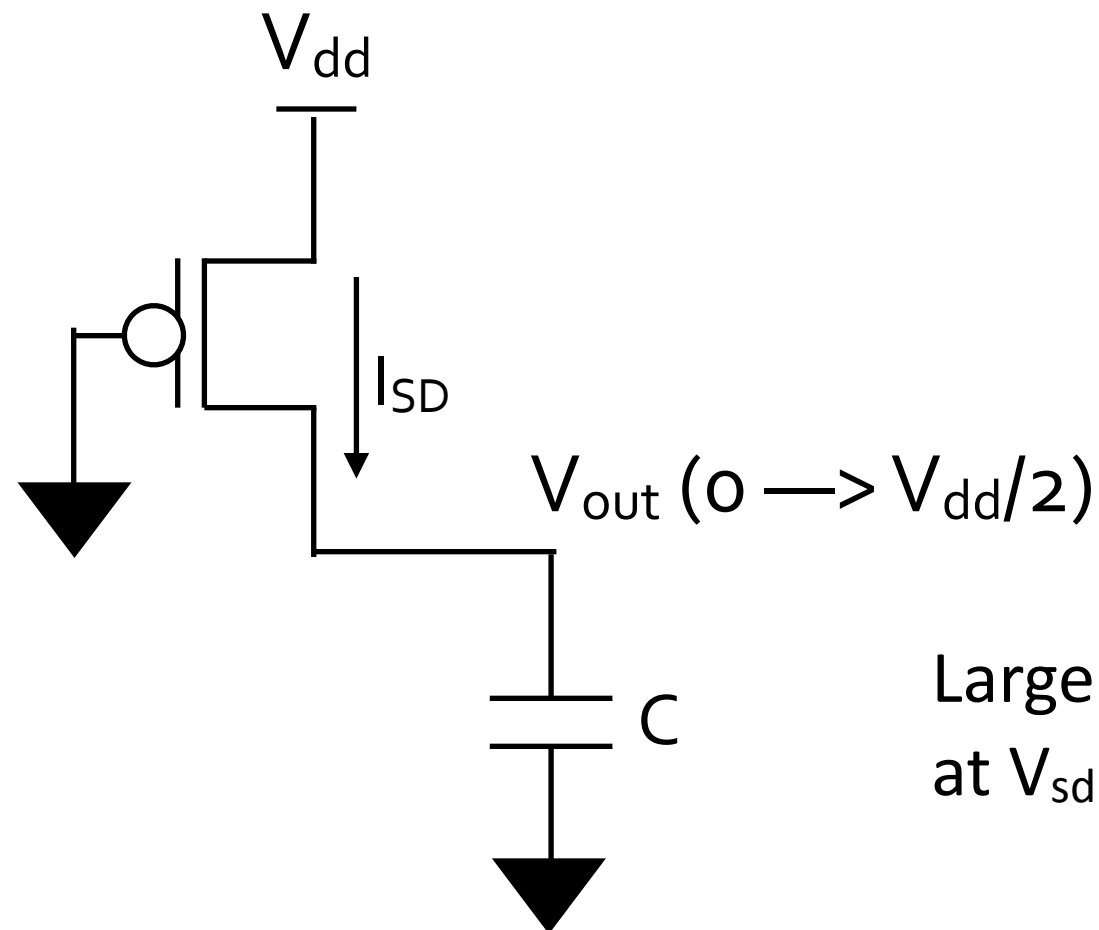 Vdd
ISD
Vout (0 —> Vdd/2)
Large
at Vsd
C